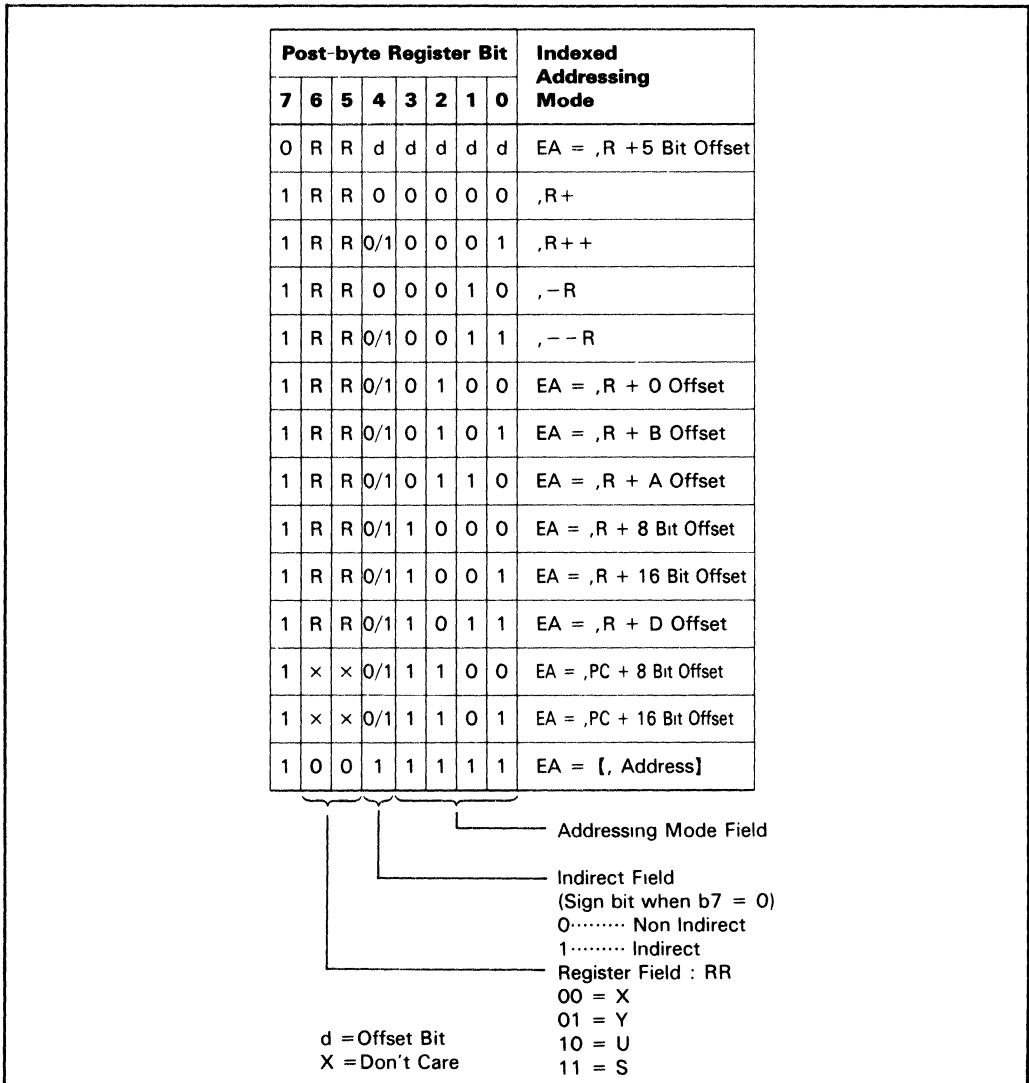 Post-byte Register Bit Indexed Addressing Mode
7 6 5 4 3 2 1 0
0 R R d d d d d EA = ,R +5 Bit Offset
1 R R 0 0 0 0 0 ,R+
1 R R 0/1 0 0 0 1 ,R++
1 R R 0 0 0 1 0 ,-R
1 R R 0/1 0 0 1 1 ,--R
1 R R 0/1 0 1 0 0 EA = ,R + 0 Offset
1 R R 0/1 0 1 0 1 EA = ,R + B Offset
1 R R 0/1 0 1 1 0 EA = ,R + A Offset
1 R R 0/1 1 0 0 0 EA = ,R + 8 Bit Offset
1 R R 0/1 1 0 0 1 EA = ,R + 16 Bit Offset
1 R R 0/1 1 0 1 1 EA = ,R + D Offset
1 × × 0/1 1 1 0 0 EA = ,PC + 8 Bit Offset
1 × × 0/1 1 1 0 1 EA = ,PC + 16 Bit Offset
1 0 0 1 1 1 1 1 EA = [, Address]
Addressing Mode Field
Indirect Field
(Sign bit when b7 = 0)
0········· Non Indirect
1········· Indirect
Register Field : RR
00 = X
01 = Y
10 = U
11 = S
d = Offset Bit
X = Don't Care